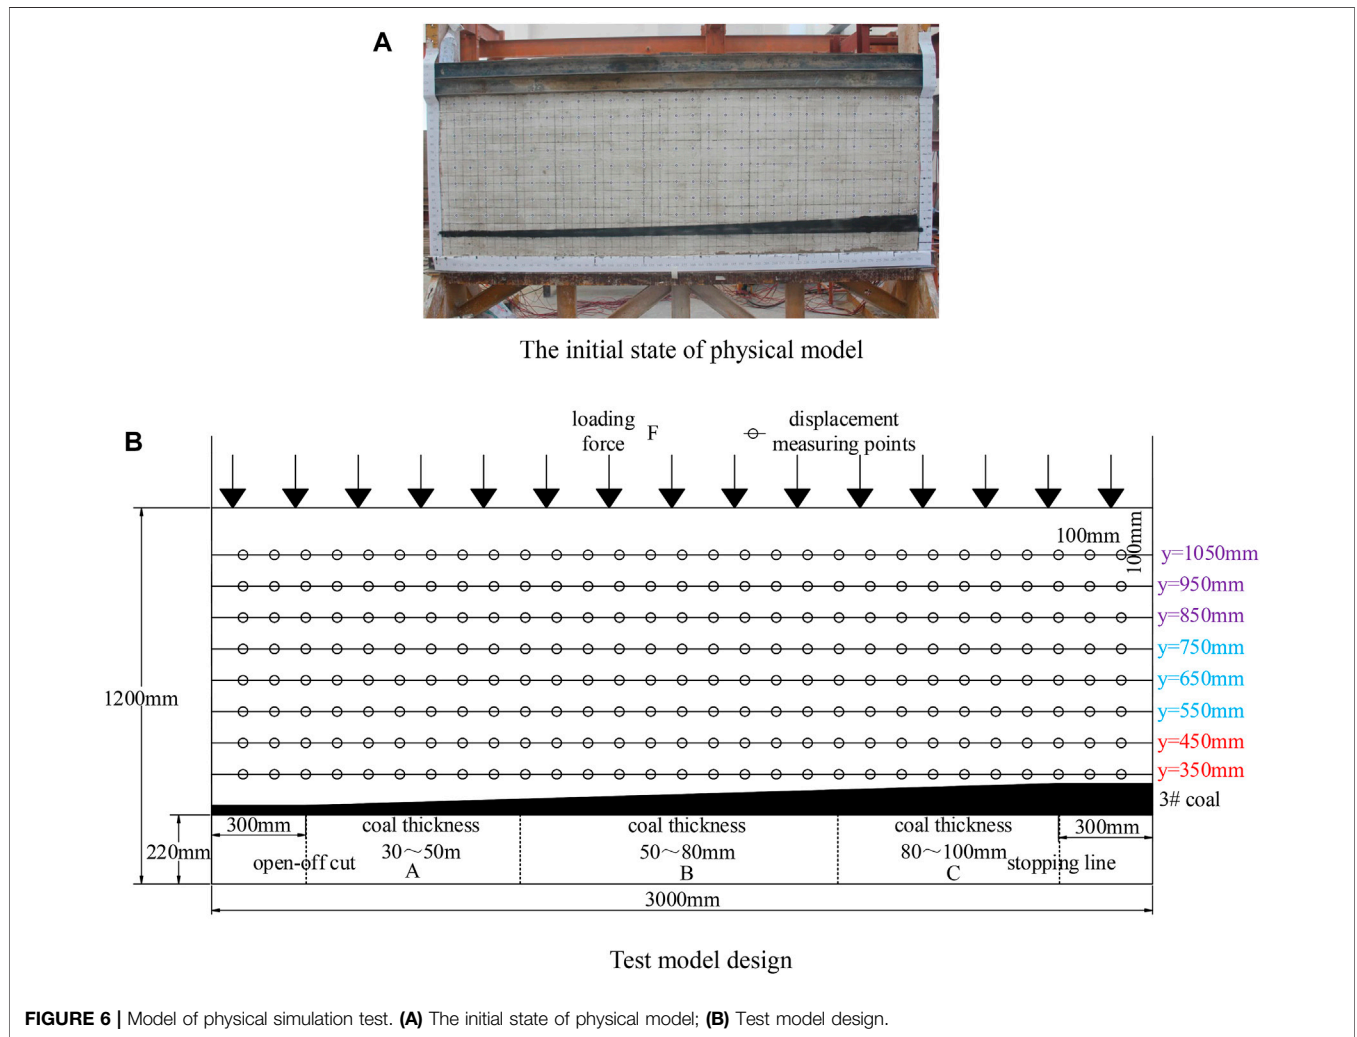 A
The initial state of physical model
B
loading
force
F
displacement
measuring points
100mm
100mm
y=1050mm
y=950mm
y=850mm
y=750mm
y=650mm
y=550mm
y=450mm
y=350mm
3# coal
1200mm
220mm
300mm
open-off cut
coal thickness
30～50m
A
coal thickness
50～80mm
B
coal thickness
80～100mm
C
300mm
stopping line
3000mm
Test model design
FIGURE 6 | Model of physical simulation test. (A) The initial state of physical model; (B) Test model design.